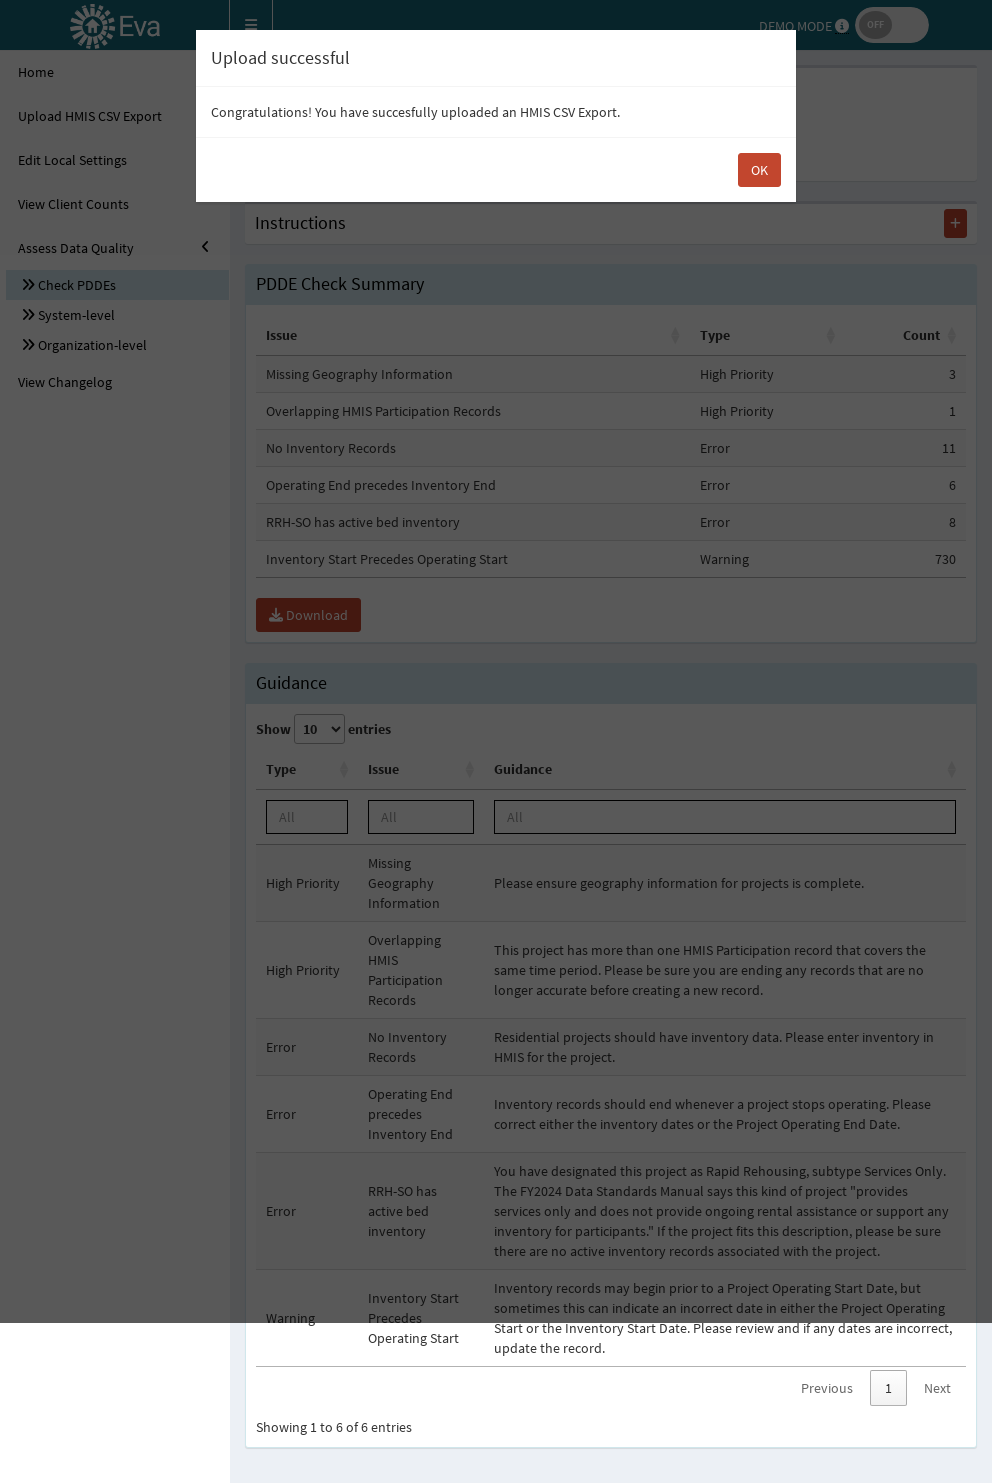 Eva
DEMO MODE
OFF
Upload successful
Congratulations! You have succesfully uploaded an HMIS CSV Export.
OK
Home
Upload HMIS CSV Export
Edit Local Settings
View Client Counts
Assess Data Quality
Check PDDEs
System-level
Organization-level
View Changelog
Instructions
PDDE Check Summary
Issue Type Count
Missing Geography Information High Priority 3
Overlapping HMIS Participation Records High Priority 1
No Inventory Records Error 11
Operating End precedes Inventory End Error 6
RRH-SO has active bed inventory Error 8
Inventory Start Precedes Operating Start Warning 730
Download
Guidance
Show 10 entries
Type Issue Guidance
All All All
High Priority
Missing
Geography
Information
Please ensure geography information for projects is complete.
High Priority
Overlapping
HMIS
Participation
Records
This project has more than one HMIS Participation record that covers the
same time period. Please be sure you are ending any records that are no
longer accurate before creating a new record.
Error
No Inventory
Records
Residential projects should have inventory data. Please enter inventory in
HMIS for the project.
Error
Operating End
precedes
Inventory End
Inventory records should end whenever a project stops operating. Please
correct either the inventory dates or the Project Operating End Date.
Error
RRH-SO has
active bed
inventory
You have designated this project as Rapid Rehousing, subtype Services Only.
The FY2024 Data Standards Manual says this kind of project "provides
services only and does not provide ongoing rental assistance or support any
inventory for participants." If the project fits this description, please be sure
there are no active inventory records associated with the project.
Warning
Inventory Start
Precedes
Operating Start
Inventory records may begin prior to a Project Operating Start Date, but
sometimes this can indicate an incorrect date in either the Project Operating
Start or the Inventory Start Date. Please review and if any dates are incorrect,
update the record.
Previous 1 Next
Showing 1 to 6 of 6 entries